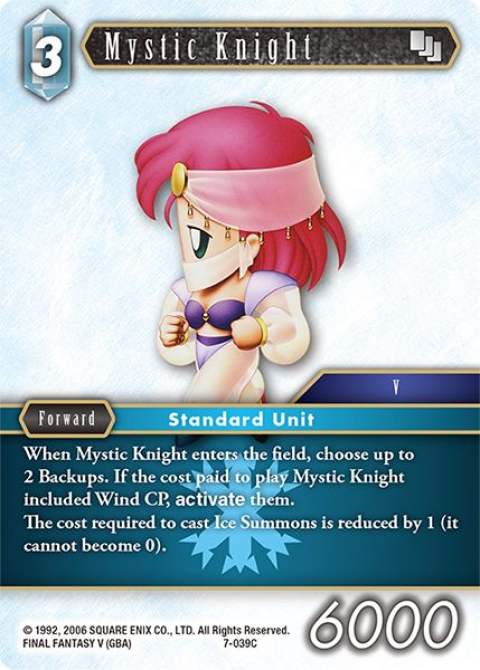 3
Mystic Knight
V
Forward
Standard Unit
When Mystic Knight enters the field, choose up to
2 Backups. If the cost paid to play Mystic Knight
included Wind CP, activate them.
The cost required to cast Ice Summons is reduced by 1 (it
cannot become 0).
© 1992, 2006 SQUARE ENIX CO., LTD. All Rights Reserved.
FINAL FANTASY V (GBA)
7-039C
6000